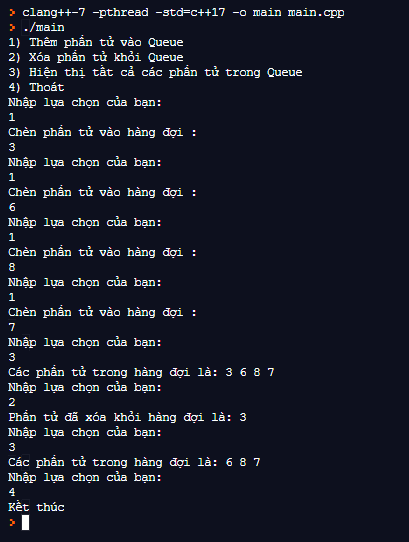 > clang++-7 -pthread -std=c++17 -o main main.cpp
> ./main
1) Thêm phần tử vào Queue
2) Xóa phần tử khỏi Queue
3) Hiện thị tất cả các phần tử trong Queue
4) Thoát
Nhập lựa chọn của bạn:
1
Chèn phần tử vào hàng đợi :
3
Nhập lựa chọn của bạn:
1
Chèn phần tử vào hàng đợi :
6
Nhập lựa chọn của bạn:
1
Chèn phần tử vào hàng đợi :
8
Nhập lựa chọn của bạn:
1
Chèn phần tử vào hàng đợi :
7
Nhập lựa chọn của bạn:
3
Các phần tử trong hàng đợi là: 3 6 8 7
Nhập lựa chọn của bạn:
2
Phần tử đã xóa khỏi hàng đợi là: 3
Nhập lựa chọn của bạn:
3
Các phần tử trong hàng đợi là: 6 8 7
Nhập lựa chọn của bạn:
4
Kết thúc
>